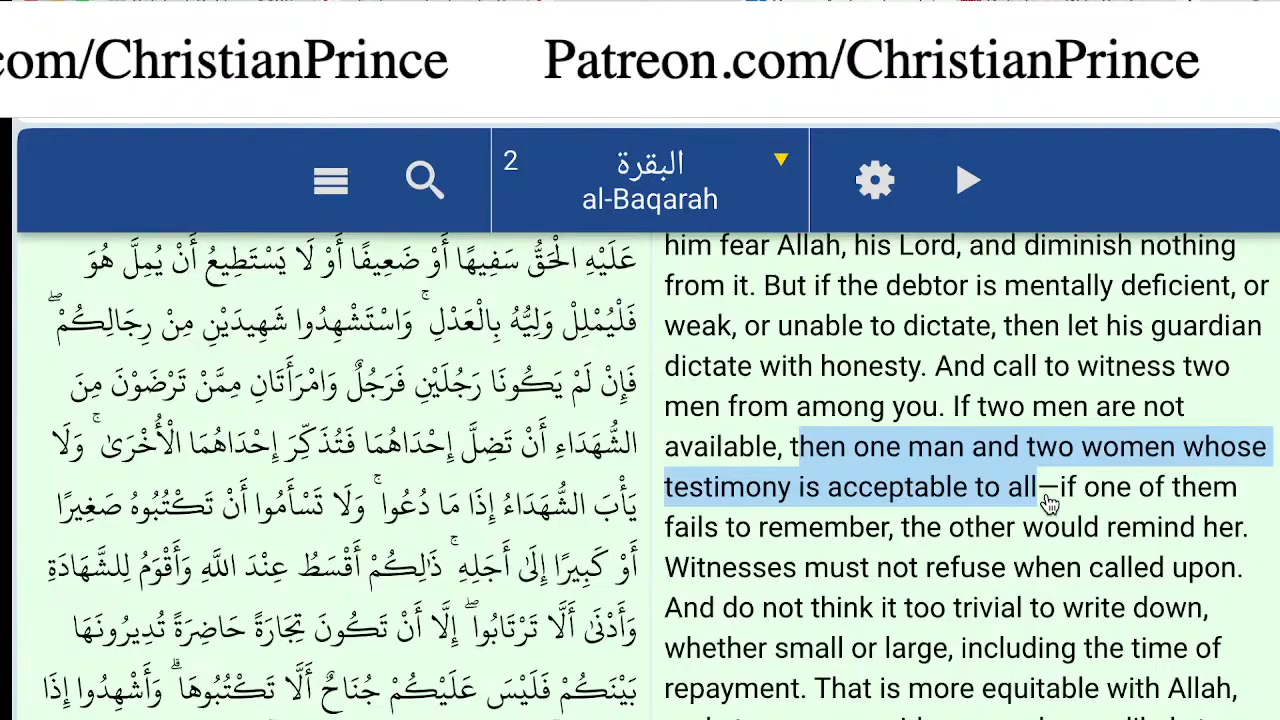 com/ChristianPrince Patreon.com/ChristianPrince
2
البقرة
al-Baqarah
عَلَيْهِ الْحَقُّ سَفِيهًا أَوْ ضَعِيفًا أَوْ لَا يَسْتَطِيعُ أَنْ يُمِلَّ هُوَ
فَلْيُمْلِلْ وَلِيُّهُ بِالْعَدْلِ ۚ وَاسْتَشْهِدُوا شَهِيدَيْنِ مِنْ رِجَالِكُمْ ۖ
فَإِنْ لَمْ يَكُونَا رَجُلَيْنِ فَرَجُلٌ وَامْرَأَتَانِ مِمَّنْ تَرْضَوْنَ مِنَ
الشُّهَدَاءِ أَنْ تَضِلَّ إِحْدَاهُمَا فَتُذَكِّرَ إِحْدَاهُمَا الْأُخْرَىٰ ۚ وَلَا
يَأْبَ الشُّهَدَاءُ إِذَا مَا دُعُوا ۚ وَلَا تَسْأَمُوا أَنْ تَكْتُبُوهُ صَغِيرًا
أَوْ كَبِيرًا إِلَىٰ أَجَلِهِ ۚ ذَٰلِكُمْ أَقْسَطُ عِنْدَ اللَّهِ وَأَقْوَمُ لِلشَّهَادَةِ
وَأَدْنَىٰ أَلَّا تَرْتَابُوا ۖ إِلَّا أَنْ تَكُونَ تِجَارَةً حَاضِرَةً تُدِيرُونَهَا
بَيْنَكُمْ فَلَيْسَ عَلَيْكُمْ جُنَاحٌ أَلَّا تَكْتُبُوهَا ۗ وَأَشْهِدُوا إِذَا
him fear Allah, his Lord, and diminish nothing
from it. But if the debtor is mentally deficient, or
weak, or unable to dictate, then let his guardian
dictate with honesty. And call to witness two
men from among you. If two men are not
available, then one man and two women whose
testimony is acceptable to all—if one of them
fails to remember, the other would remind her.
Witnesses must not refuse when called upon.
And do not think it too trivial to write down,
whether small or large, including the time of
repayment. That is more equitable with Allah,